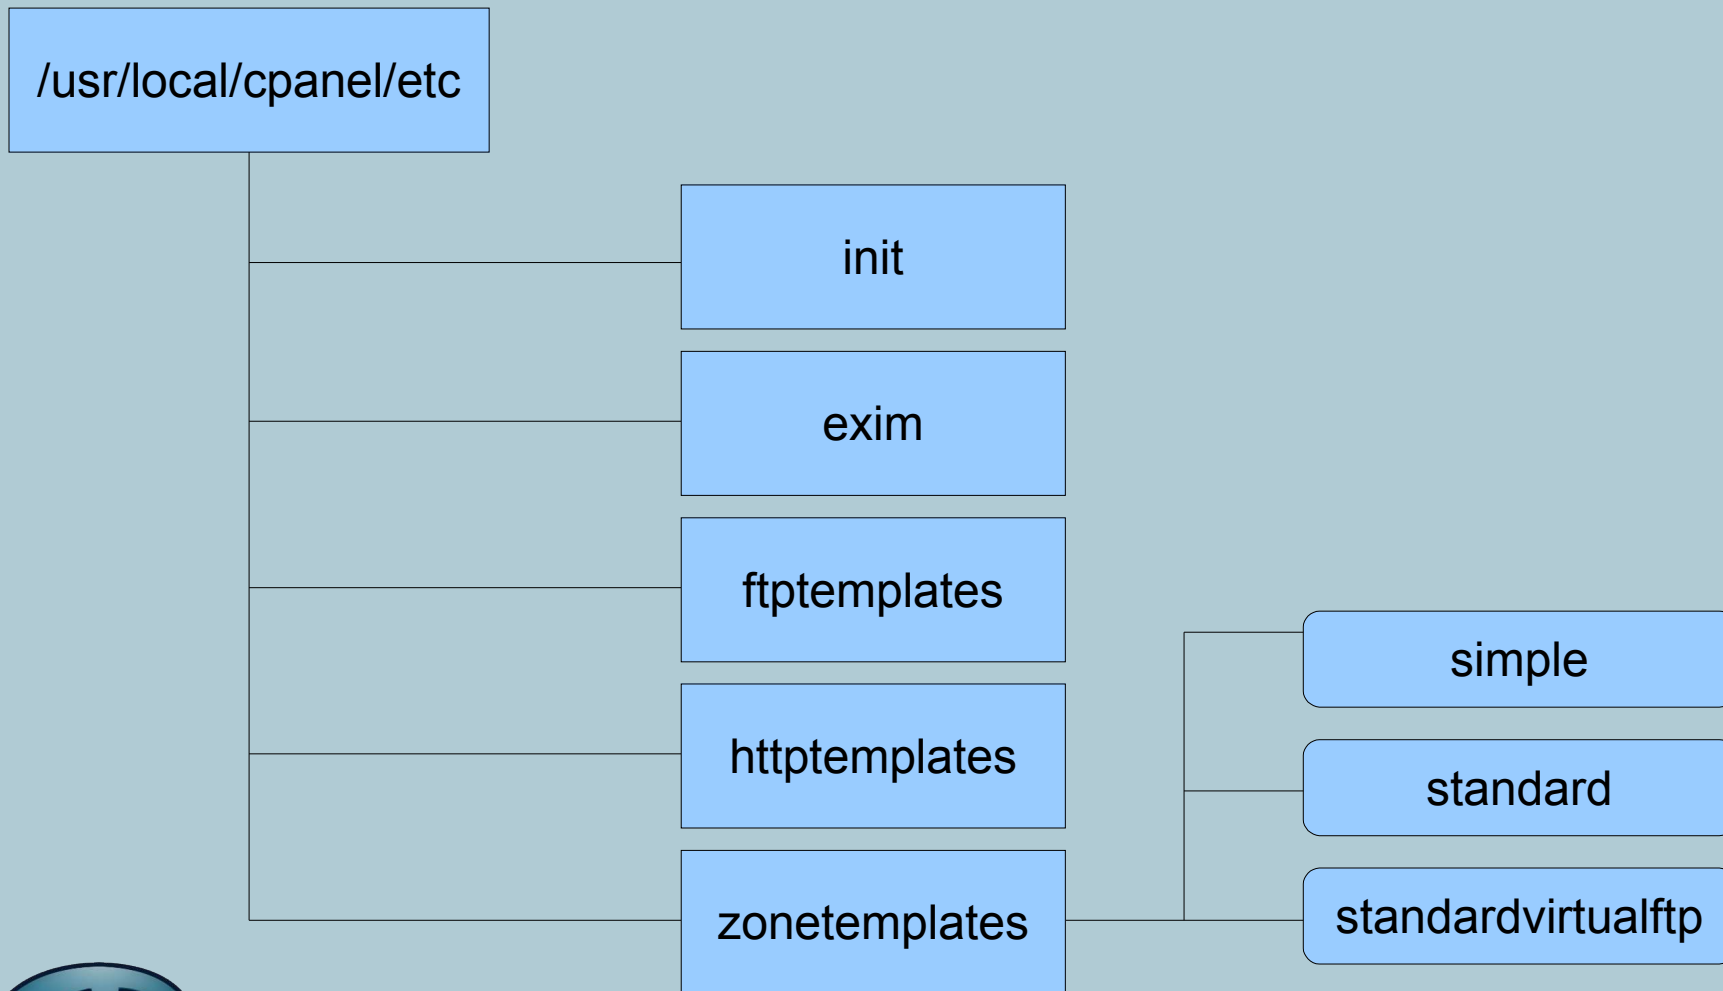 /usr/local/cpanel/etc
init
exim
ftptemplates
httptemplates
zonetemplates
simple
standard
standardvirtualftp